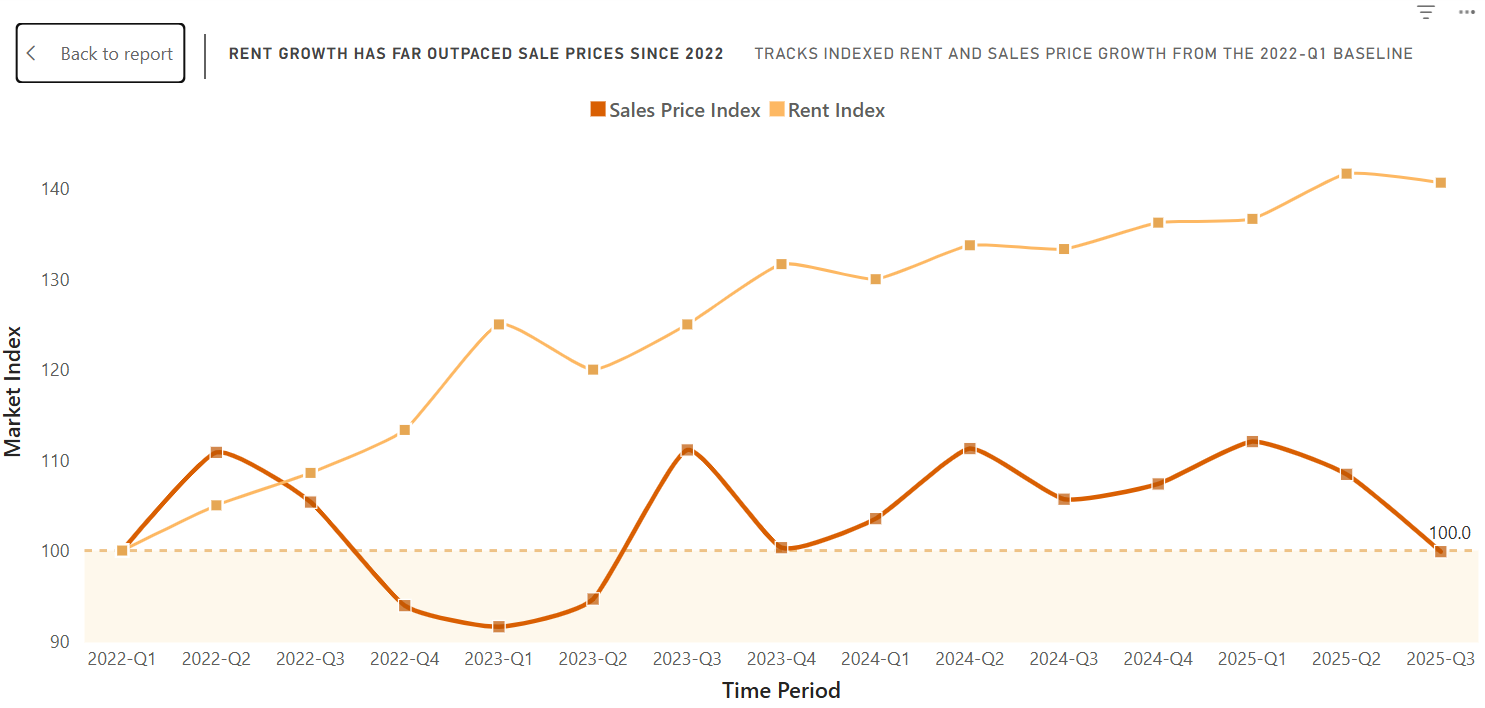 Back to report
RENT GROWTH HAS FAR OUTPACED SALE PRICES SINCE 2022
TRACKS INDEXED RENT AND SALES PRICE GROWTH FROM THE 2022-Q1 BASELINE
Sales Price Index Rent Index
Market Index
140
130
120
110
100
90
100.0
2022-Q1 2022-Q2 2022-Q3 2022-Q4 2023-Q1 2023-Q2 2023-Q3 2023-Q4 2024-Q1 2024-Q2 2024-Q3 2024-Q4 2025-Q1 2025-Q2 2025-Q3
Time Period